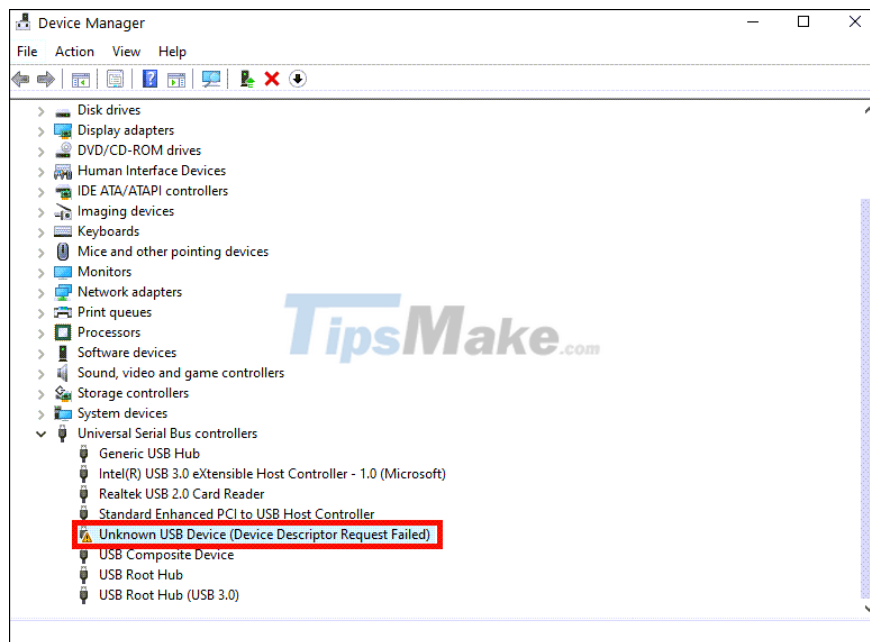 Device Manager
File Action View Help
Disk drives
Display adapters
DVD/CD-ROM drives
Human Interface Devices
IDE ATA/ATAPI controllers
Imaging devices
Keyboards
Mice and other pointing devices
Monitors
Network adapters
Print queues
Processors
Software devices
Sound, video and game controllers
Storage controllers
System devices
Universal Serial Bus controllers
Generic USB Hub
Intel(R) USB 3.0 eXtensible Host Controller - 1.0 (Microsoft)
Realtek USB 2.0 Card Reader
Standard Enhanced PCI to USB Host Controller
Unknown USB Device (Device Descriptor Request Failed)
USB Composite Device
USB Root Hub
USB Root Hub (USB 3.0)
TipsMake.com